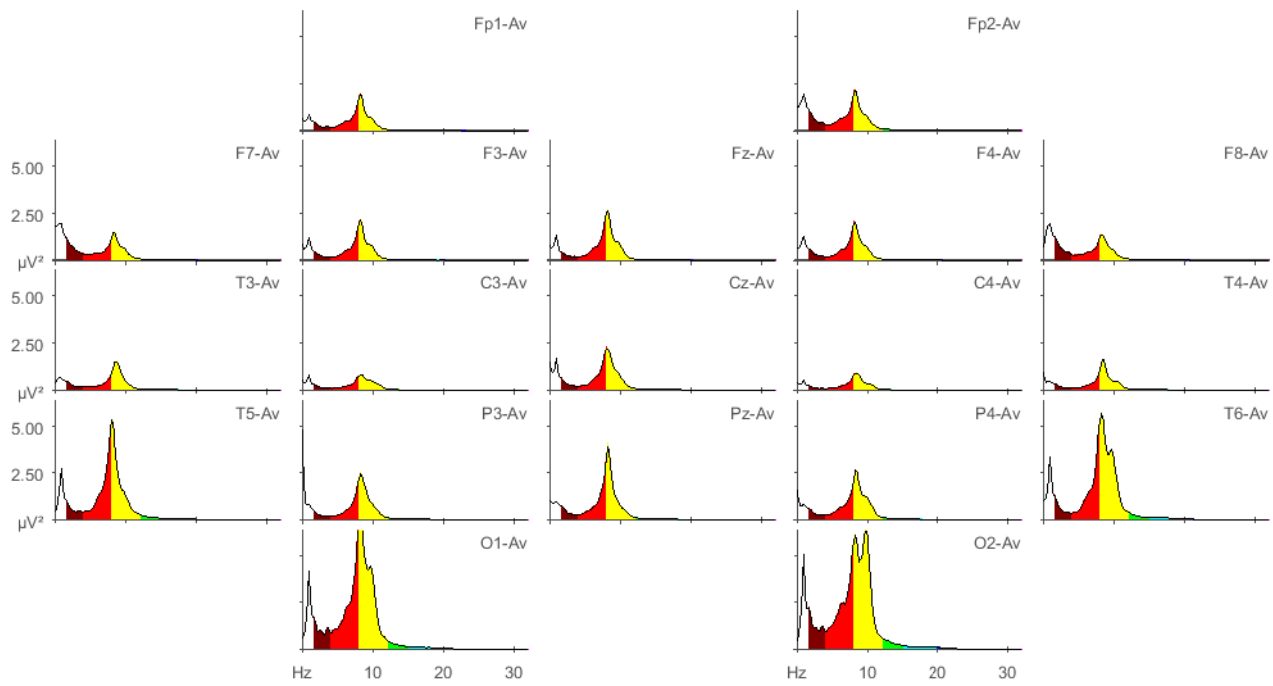 Fp1-Av Fp2-Av
F7-Av F3-Av Fz-Av F4-Av F8-Av
5.00
2.50
µV²
T3-Av C3-Av Cz-Av C4-Av T4-Av
5.00
2.50
µV²
T5-Av P3-Av Pz-Av P4-Av T6-Av
5.00
2.50
µV²
O1-Av O2-Av
Hz 10 20 30 Hz 10 20 30